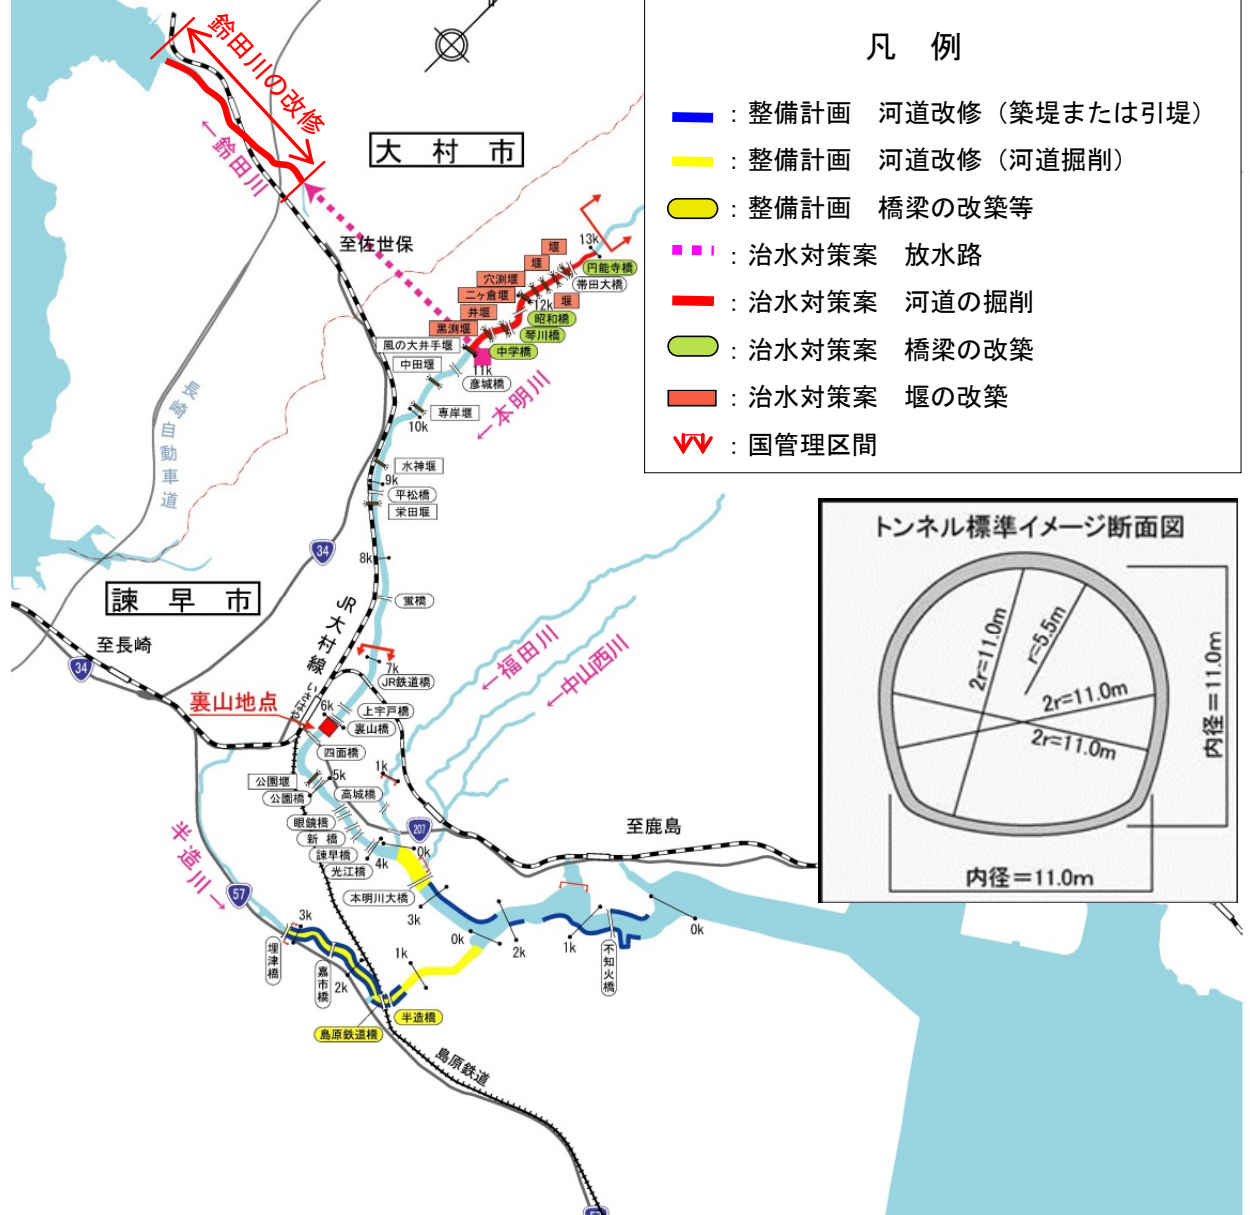 凡　例
：整備計画　河道改修（築堤または引堤）
：整備計画　河道改修（河道掘削）
：整備計画　橋梁の改築等
：治水対策案　放水路
：治水対策案　河道の掘削
：治水対策案　橋梁の改築
：治水対策案　堰の改築
：国管理区間
鈴田川の改修
←鈴田川
大　村　市
至佐世保
13k
堰
円能寺橋
堰
帯田大橋
穴渕堰
二ヶ倉堰
12k
堰
井堰
昭和橋
黒渕堰
琴川橋
風の大井手堰
中学橋
11k
中田堰
彦城橋
←本明川
専岸堰
10k
長崎自動車道
水神堰
9k
平松橋
栄田堰
34
8k
諫　早　市
蛍橋
JR大村線
至長崎
34
7k
JR鉄道橋
いさはや
裏山地点
6k
上宇戸橋
裏山橋
四面橋
←福田川
←中山西川
公園堰
5k
1k
公園橋
高城橋
眼鏡橋
新　橋
207
至鹿島
諫早橋
4k
0k
光江橋
半造川→
57
本明川大橋
3k
3k
0k
2k
1k
0k
不知火橋
埋津橋
嘉市橋
2k
1k
半造橋
島原鉄道橋
島原鉄道
57
トンネル標準イメージ断面図
2r=11.0m
r=5.5m
2r=11.0m
2r=11.0m
内径＝11.0m
内径＝11.0m